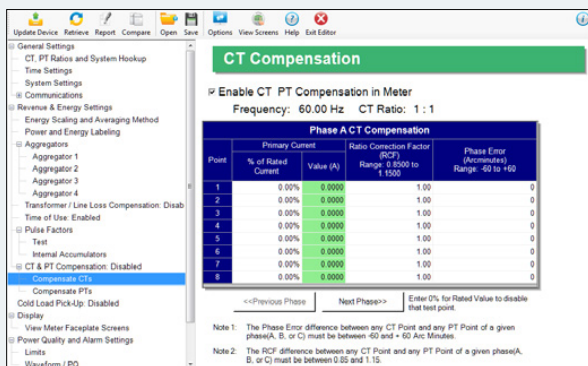 Update Device Retrieve Report Compare Open Save Options View Screens Help Exit Editor
General Settings
CT, PT Ratios and System Hookup
Time Settings
System Settings
Communications
Revenue & Energy Settings
Energy Scaling and Averaging Method
Power and Energy Labeling
Aggregators
Aggregator 1
Aggregator 2
Aggregator 3
Aggregator 4
Transformer / Line Loss Compensation: Disab
Time of Use: Enabled
Pulse Factors
Test
Internal Accumulators
CT & PT Compensation: Disabled
Compensate CTs
Compensate PTs
Cold Load Pick-Up: Disabled
Display
View Meter Faceplate Screens
Power Quality and Alarm Settings
Limits
Waveform / PQ
CT Compensation
Enable CT PT Compensation in Meter
Frequency: 60.00 Hz CT Ratio: 1 : 1
Phase A CT Compensation
Point
Primary Current
% of Rated
Current
Value (A)
Ratio Correction Factor
(RCF)
Range: 0.8500 to
1.1500
Phase Error
(Arcminutes)
Range: -60 to +60
1 0.00% 0.0000 1.00 0
2 0.00% 0.0000 1.00 0
3 0.00% 0.0000 1.00 0
4 0.00% 0.0000 1.00 0
5 0.00% 0.0000 1.00 0
6 0.00% 0.0000 1.00 0
7 0.00% 0.0000 1.00 0
8 0.00% 0.0000 1.00 0
<<Previous Phase Next Phase>>
Enter 0% for Rated Value to disable
that test point.
Note 1: The Phase Error difference between any CT Point and any PT Point of a given
phase(A, B, or C) must be between -60 and + 60 Arc Minutes.
Note 2: The RCF difference between any CT Point and any PT Point of a given phase(A,
B, or C) must be between 0.85 and 1.15.